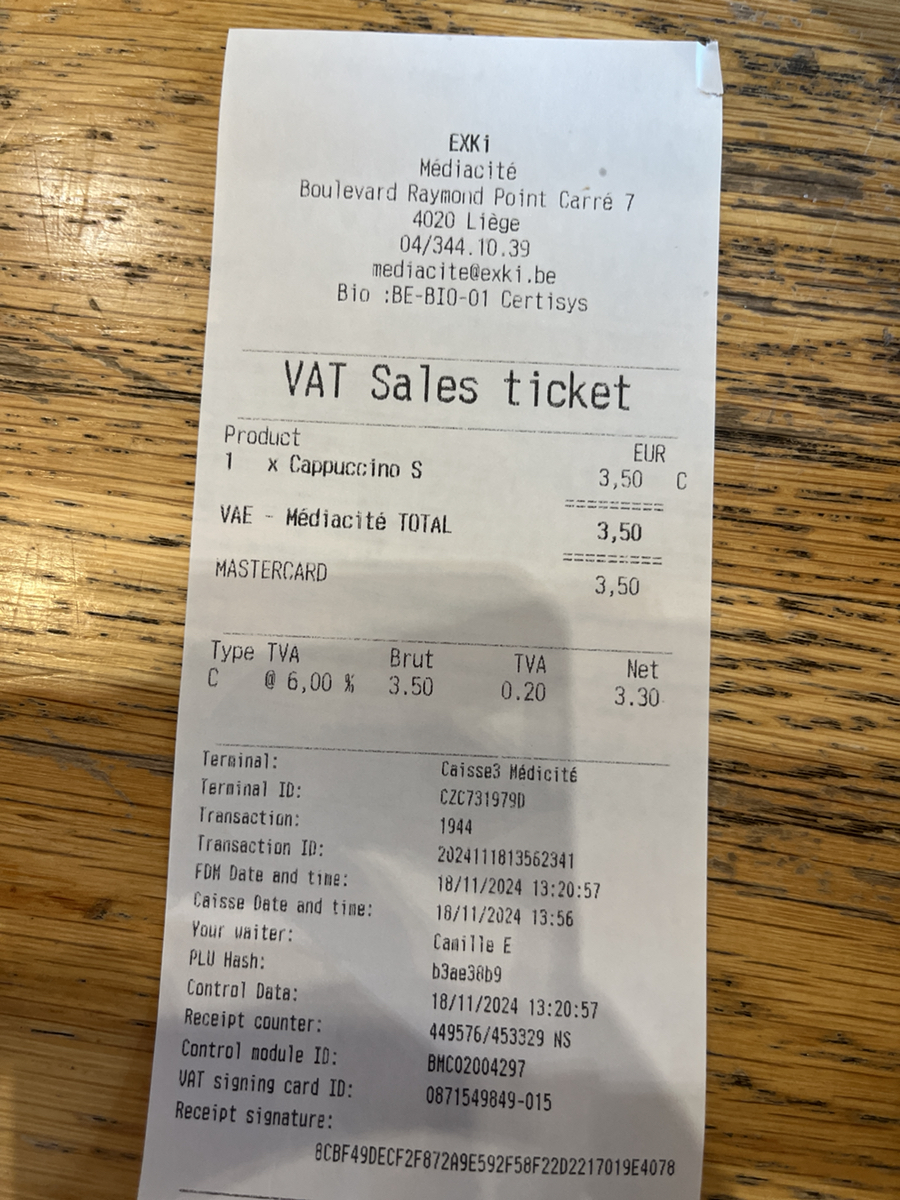 EXKi
Médiacité
Boulevard Raymond Point Carré 7
4020 Liège
04/344.10.39
mediacite@exki.be
Bio :BE-BIO-01 Certisys
VAT Sales ticket
Product EUR
1 x Cappuccino S 3,50 C
=========
VAE - Médiacité TOTAL 3,50
=========
MASTERCARD 3,50
Type TVA Brut TVA Net
C @ 6,00 % 3.50 0.20 3.30
Terminal: Caisse3 Médicité
Terminal ID: CZC731979D
Transaction: 1944
Transaction ID: 2024111813562341
FDM Date and time: 18/11/2024 13:20:57
Caisse Date and time: 18/11/2024 13:56
Your waiter: Camille E
PLU Hash: b3ae38b9
Control Data: 18/11/2024 13:20:57
Receipt counter: 449576/453329 NS
Control module ID: BMC02004297
VAT signing card ID: 0871549849-015
Receipt signature:
8CBF49DECF2F872A9E592F58F22D2217019E4078